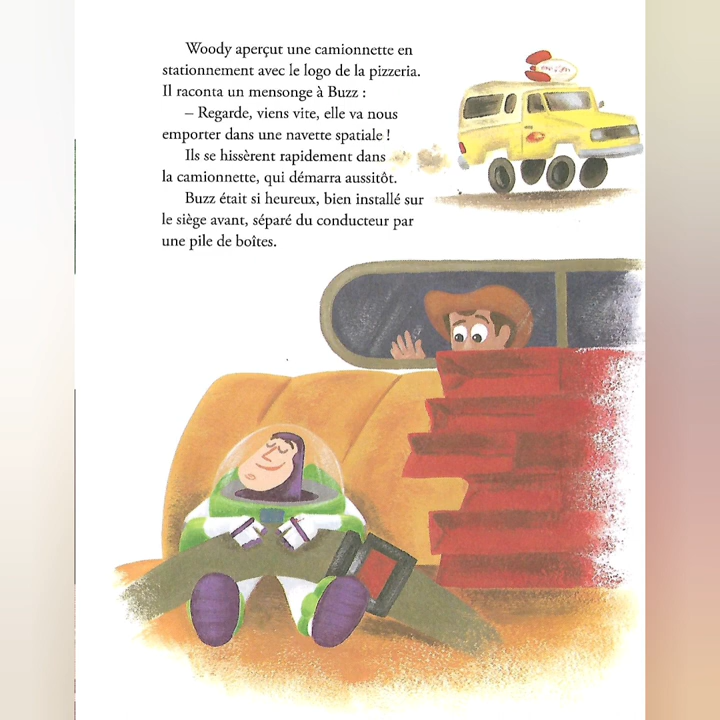 Woody aperçut une camionnette en
stationnement avec le logo de la pizzeria.
Il raconta un mensonge à Buzz :
– Regarde, viens vite, elle va nous
emporter dans une navette spatiale !
Ils se hissèrent rapidement dans
la camionnette, qui démarra aussitôt.
Buzz était si heureux, bien installé sur
le siège avant, séparé du conducteur par
une pile de boîtes.